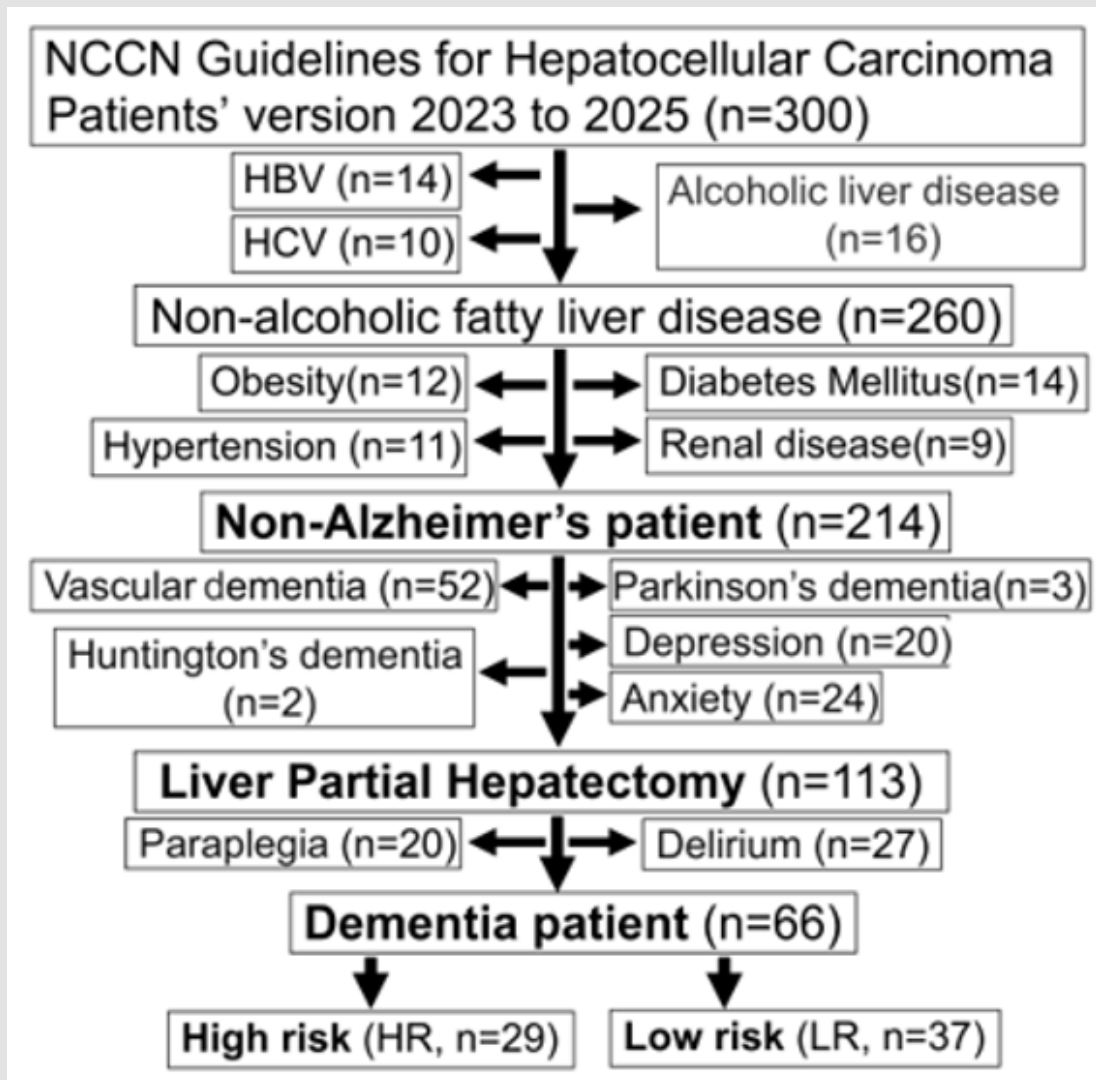 NCCN Guidelines for Hepatocellular Carcinoma
Patients’ version 2023 to 2025 (n=300)
HBV (n=14)
Alcoholic liver disease
(n=16)
HCV (n=10)
Non-alcoholic fatty liver disease (n=260)
Obesity(n=12)
Diabetes Mellitus(n=14)
Hypertension (n=11)
Renal disease(n=9)
Non-Alzheimer’s patient (n=214)
Vascular dementia (n=52)
Parkinson’s dementia(n=3)
Huntington’s dementia
(n=2)
Depression (n=20)
Anxiety (n=24)
Liver Partial Hepatectomy (n=113)
Paraplegia (n=20)
Delirium (n=27)
Dementia patient (n=66)
High risk (HR, n=29)
Low risk (LR, n=37)